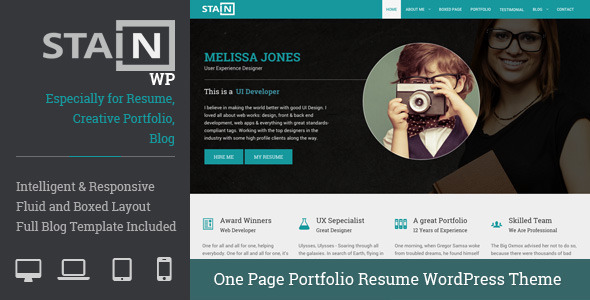 STAIN
WP
Especially for Resume,
Creative Portfolio,
Blog
Intelligent & Responsive
Fluid and Boxed Layout
Full Blog Template Included
STAIN
HOME ABOUT ME BOXED PAGE PORTFOLIO TESTIMONIAL BLOG CONTACT
MELISSA JONES
User Experience Designer
This is a UI Developer
I believe in making the world better with good UI Design. I
loved all about web works: design, front & back end
development, web apps & everything with great standards-
compliant tags. Working with the top designers in the
industry with some high profile clients along the way.
HIRE ME MY RESUME
Award Winners
Web Developer
One for all and all for one, helping
everybody. One for all and all for one, it's
UX Sepecialist
Great Designer
Ulysses, Ulysses - Soaring through all
the galaxies. In search of Earth, flying in
A great Portfolio
12 Years of Experience
One morning, when Gregor Samsa woke
from troubled dreams, he found himself
Skilled Team
We Are Professional
The Big Oxmox advised her not to do so,
because there were thousands of bad
One Page Portfolio Resume WordPress Theme